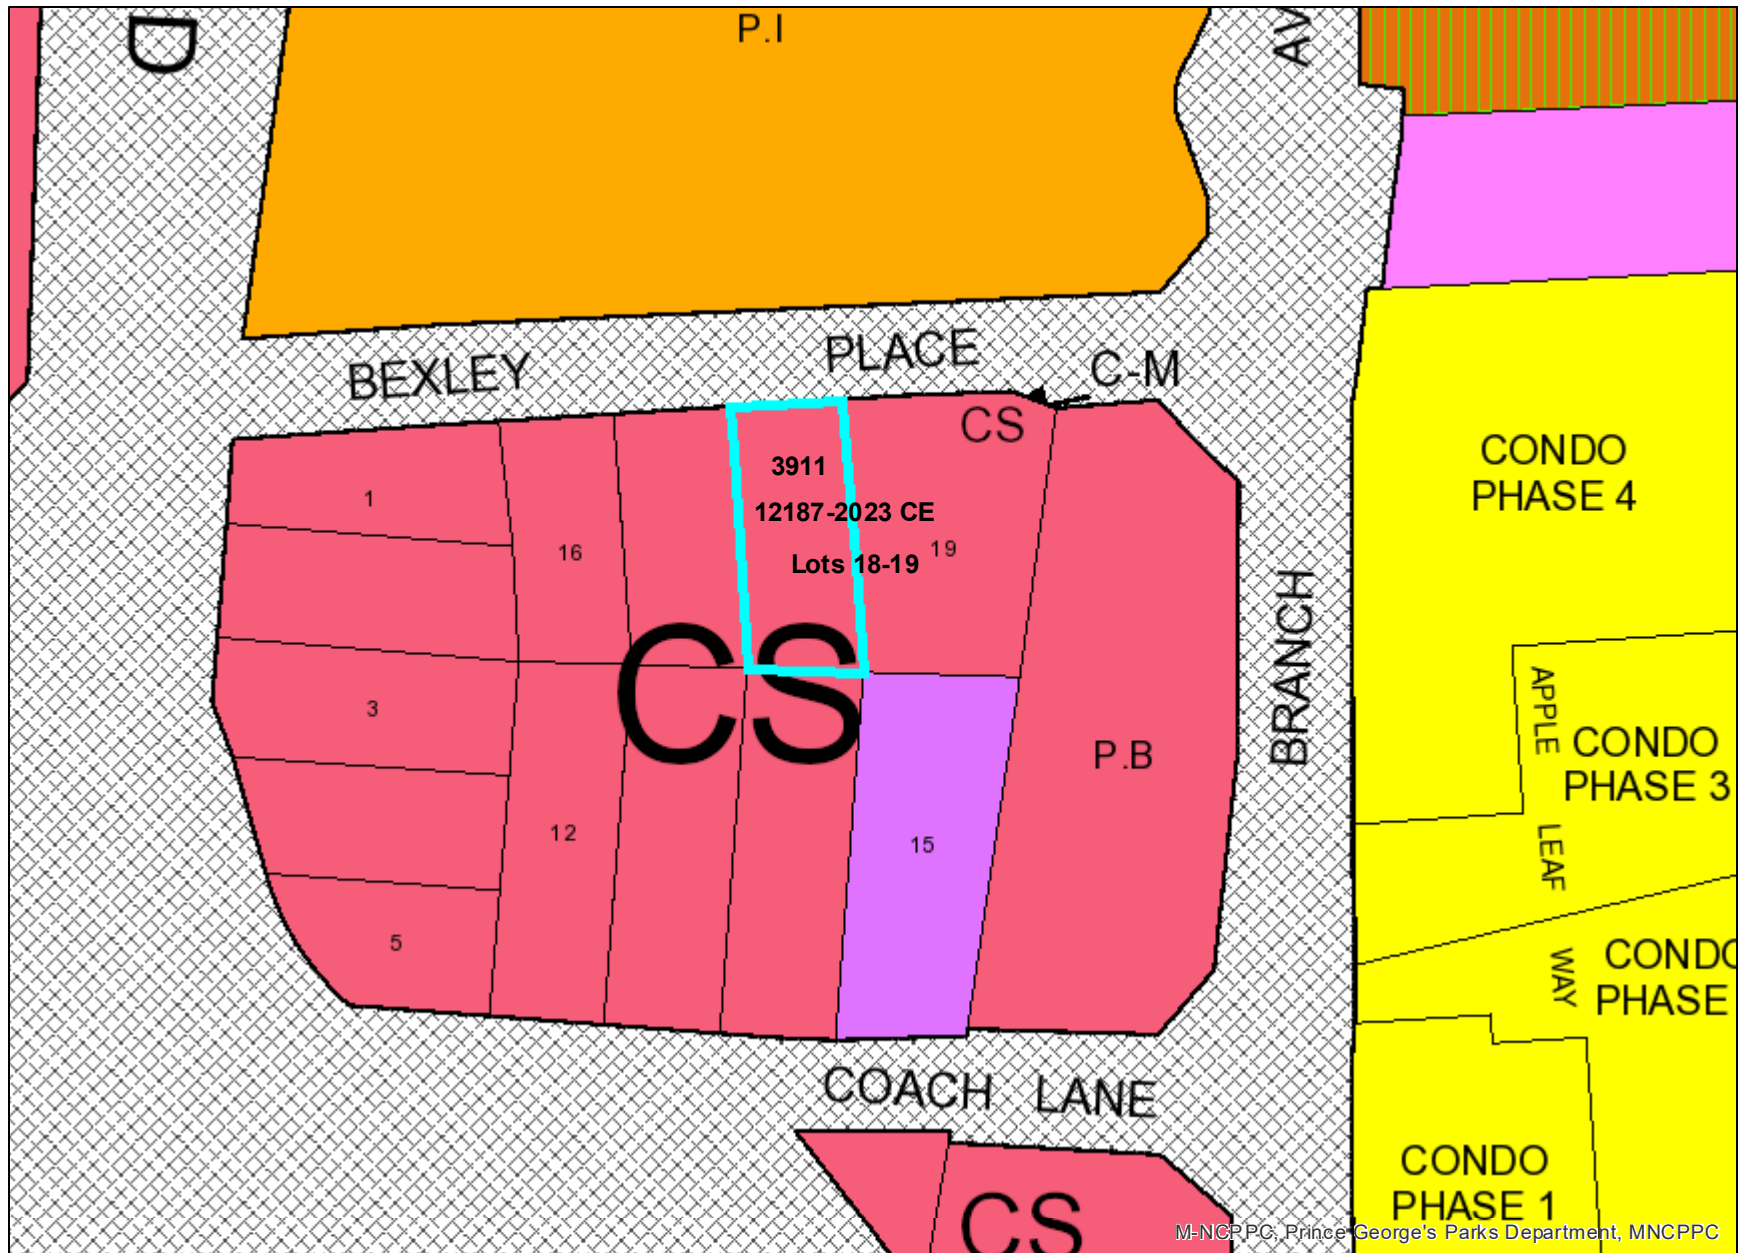 D
P.I
AV
BEXLEY PLACE
C-M
CS
3911
12187-2023 CE
Lots 18-19
1
16
19
3
12
CS
15
5
P.B
BRANCH
COACH LANE
CS
CONDO
PHASE 4
APPLE LEAF WAY
CONDO
PHASE 3
CONDO
PHASE
CONDO
PHASE 1
M-NCPPC, Prince George's Parks Department, MNCPPC